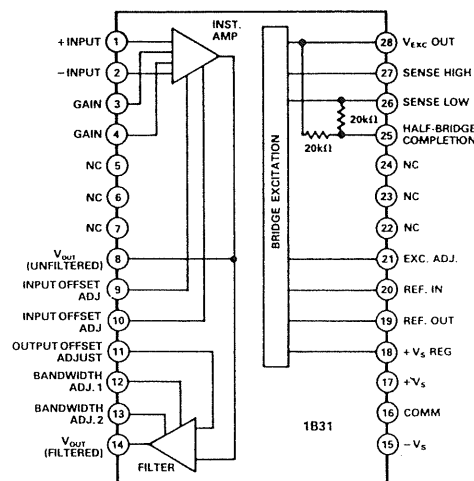 INST.
AMP
+ INPUT 1
− INPUT 2
GAIN 3
GAIN 4
NC 5
NC 6
NC 7
VOUT
(UNFILTERED) 8
INPUT OFFSET
ADJ 9
INPUT OFFSET
ADJ 10
OUTPUT OFFSET
ADJUST 11
BANDWIDTH
ADJ. 1 12
BANDWIDTH
ADJ. 2 13
VOUT
(FILTERED) 14
FILTER
BRIDGE EXCITATION
20kΩ
20kΩ
28 VEXC OUT
27 SENSE HIGH
26 SENSE LOW
25 HALF-BRIDGE
COMPLETION
24 NC
23 NC
22 NC
21 EXC. ADJ.
20 REF. IN
19 REF. OUT
18 + VS REG
17 +VS
16 COMM
15 −VS
1B31